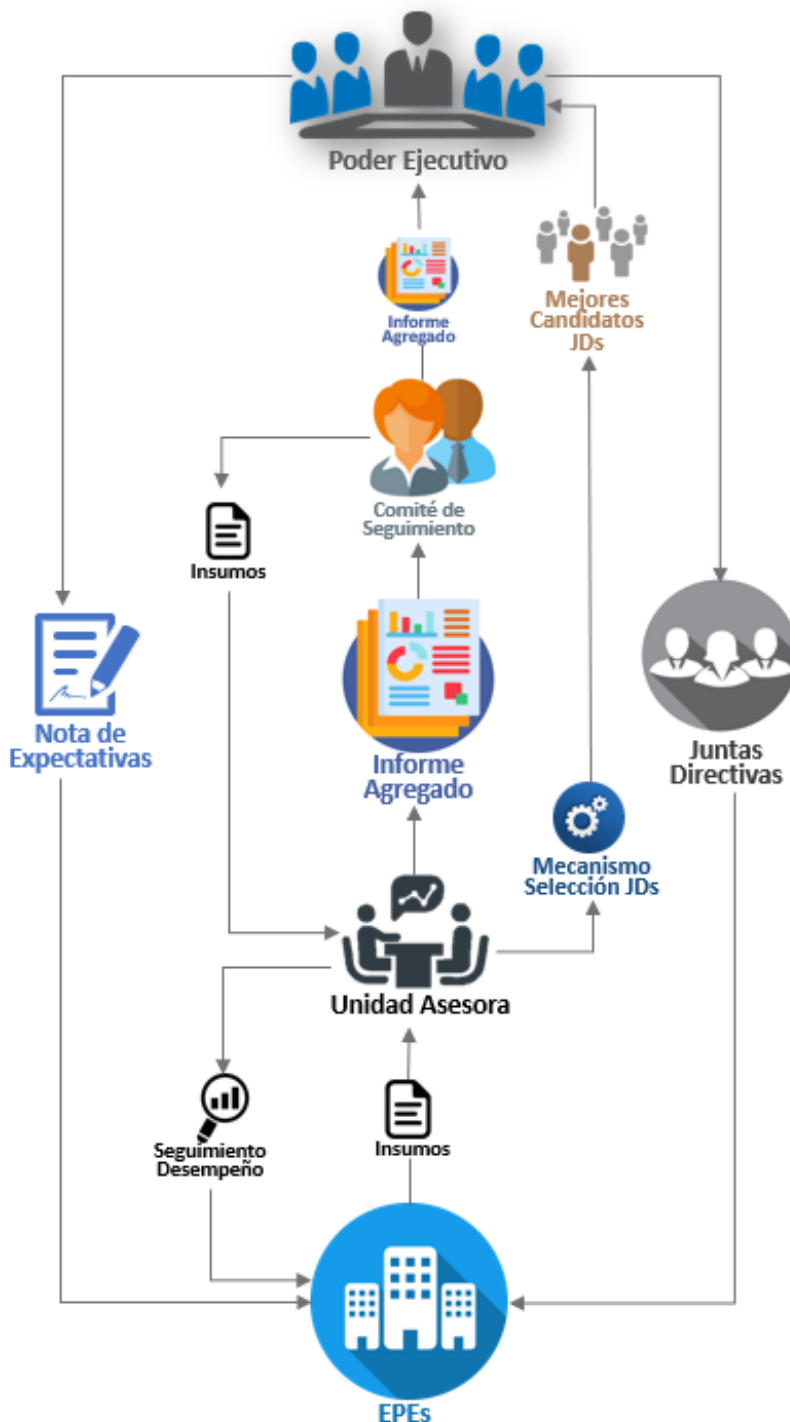 Poder Ejecutivo
Mejores
Candidatos
JDs
Informe
Agregado
Comité de
Seguimiento
Insumos
Nota de
Expectativas
Informe
Agregado
Juntas
Directivas
Mecanismo
Selección JDs
Unidad Asesora
Seguimiento
Desempeño
Insumos
EPEs